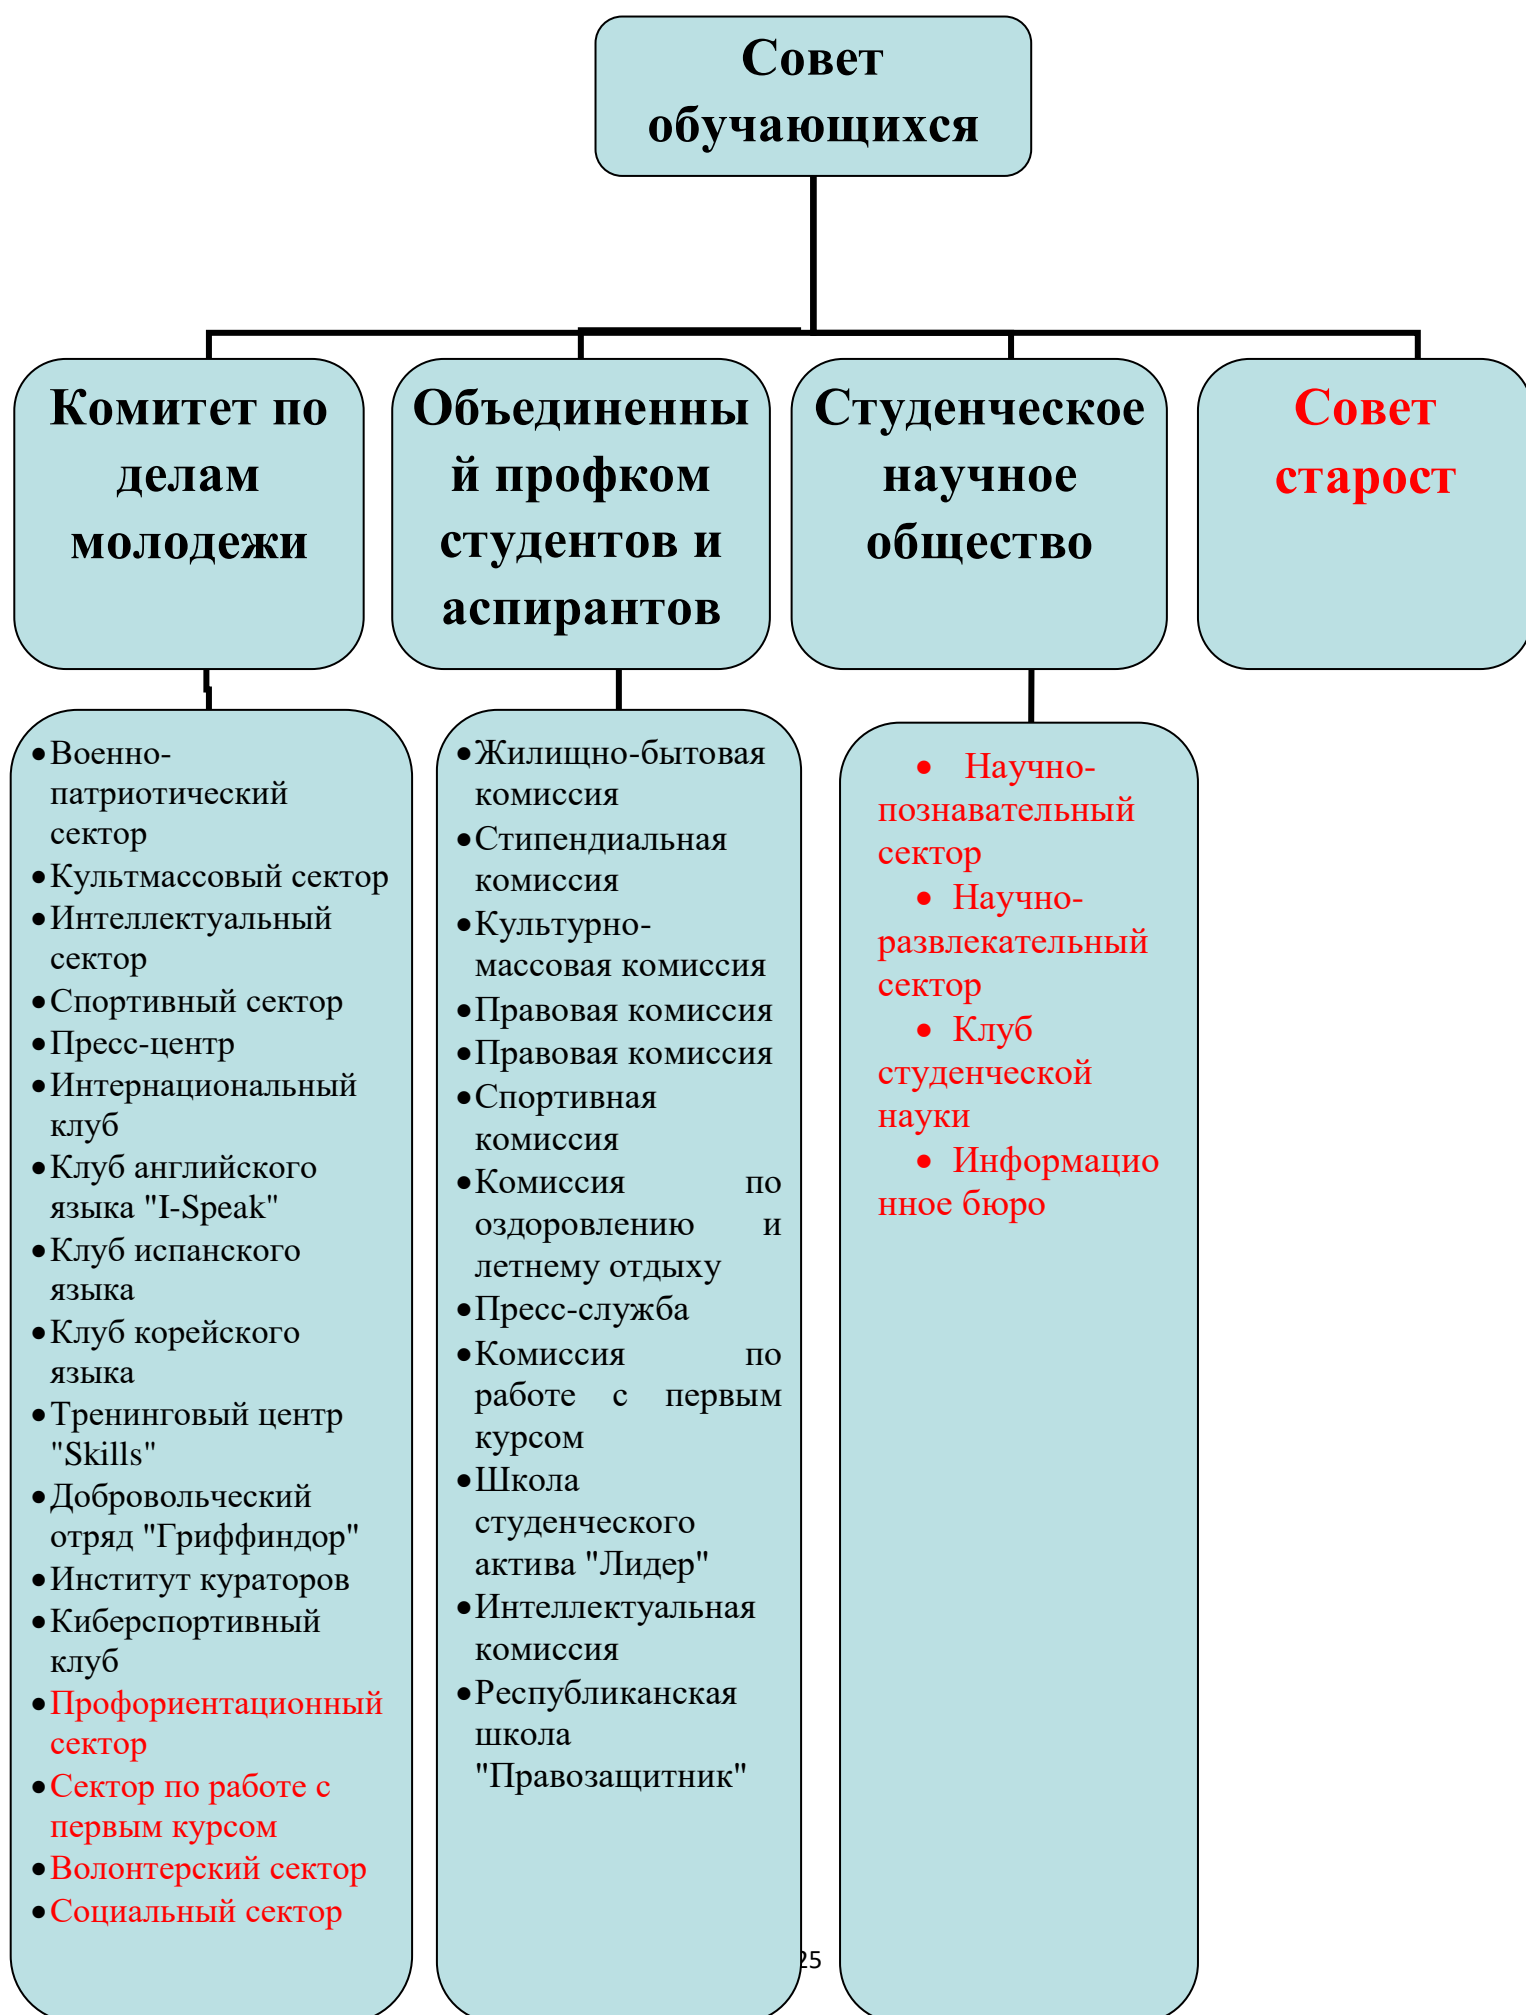 Совет
обучающихся
Комитет по
делам
молодежи
Объединенны
й профком
студентов и
аспирантов
Студенческое
научное
общество
Совет
старост
•Военно-
патриотический
сектор
•Культмассовый сектор
•Интеллектуальный
сектор
•Спортивный сектор
•Пресс-центр
•Интернациональный
клуб
•Клуб английского
языка "I-Speak"
•Клуб испанского
языка
•Клуб корейского
языка
•Тренинговый центр
"Skills"
•Добровольческий
отряд "Гриффиндор"
•Институт кураторов
•Киберспортивный
клуб
•Профориентационный
сектор
•Сектор по работе с
первым курсом
•Волонтерский сектор
•Социальный сектор
•Жилищно-бытовая
комиссия
•Стипендиальная
комиссия
•Культурно-
массовая комиссия
•Правовая комиссия
•Правовая комиссия
•Спортивная
комиссия
•Комиссия по
оздоровлению и
летнему отдыху
•Пресс-служба
•Комиссия по
работе с первым
курсом
•Школа
студенческого
актива "Лидер"
•Интеллектуальная
комиссия
•Республиканская
школа
"Правозащитник"
• Научно-
познавательный
сектор
• Научно-
развлекательный
сектор
• Клуб
студенческой
науки
• Информацио
нное бюро
25